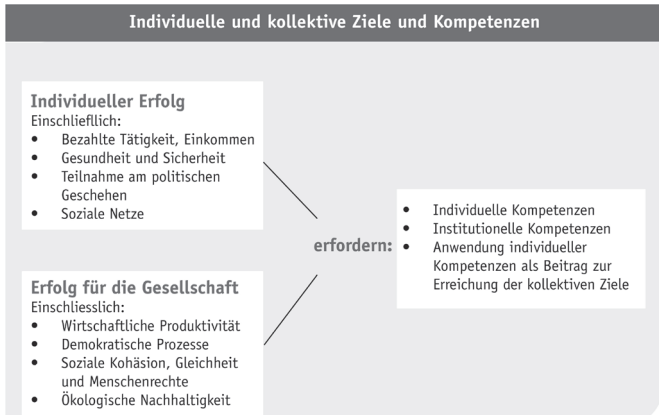 Individuelle und kollektive Ziele und Kompetenzen
Individueller Erfolg
Einschliefllich:
• Bezahlte Tätigkeit, Einkommen
• Gesundheit und Sicherheit
• Teilnahme am politischen
Geschehen
• Soziale Netze
Erfolg für die Gesellschaft
Einschliesslich:
• Wirtschaftliche Produktivität
• Demokratische Prozesse
• Soziale Kohäsion, Gleichheit
und Menschenrechte
• Ökologische Nachhaltigkeit
erfordern:
• Individuelle Kompetenzen
• Institutionelle Kompetenzen
• Anwendung individueller
Kompetenzen als Beitrag zur
Erreichung der kollektiven Ziele